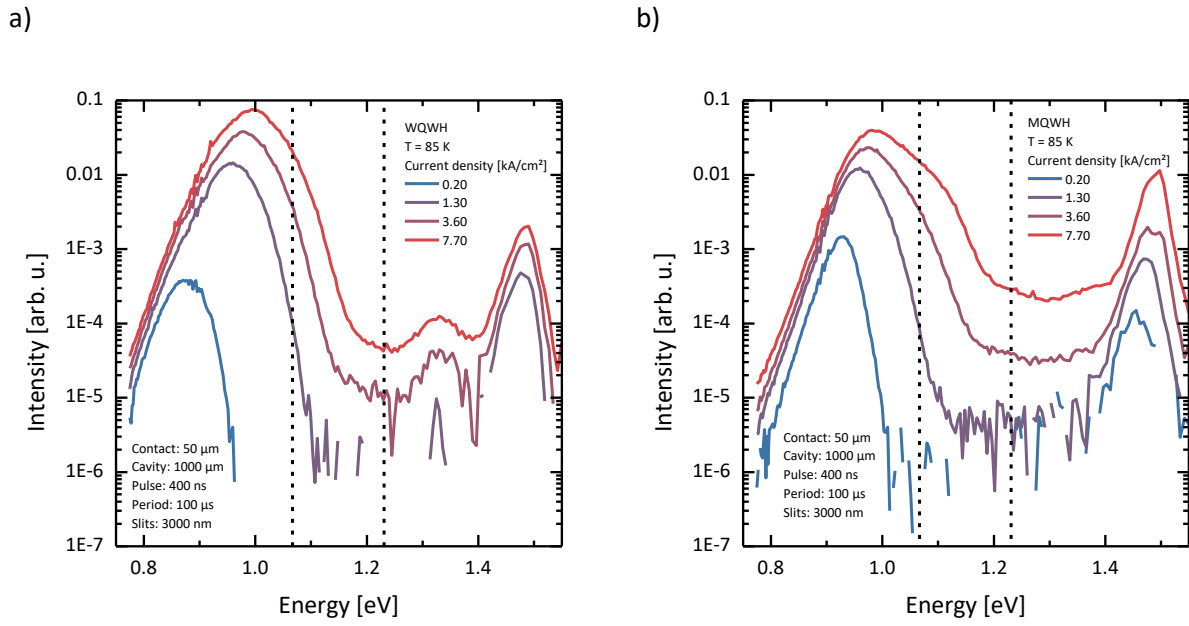 a)
0.1
0.01
1E-3
1E-4
1E-5
1E-6
1E-7
Intensity [arb. u.]
WQWH
T = 85 K
Current density [kA/cm²]
0.20
1.30
3.60
7.70
Contact: 50 µm
Cavity: 1000 µm
Pulse: 400 ns
Period: 100 µs
Slits: 3000 nm
0.8 1.0 1.2 1.4
Energy [eV]
b)
0.1
0.01
1E-3
1E-4
1E-5
1E-6
1E-7
Intensity [arb. u.]
MQWH
T = 85 K
Current density [kA/cm²]
0.20
1.30
3.60
7.70
Contact: 50 µm
Cavity: 1000 µm
Pulse: 400 ns
Period: 100 µs
Slits: 3000 nm
0.8 1.0 1.2 1.4
Energy [eV]